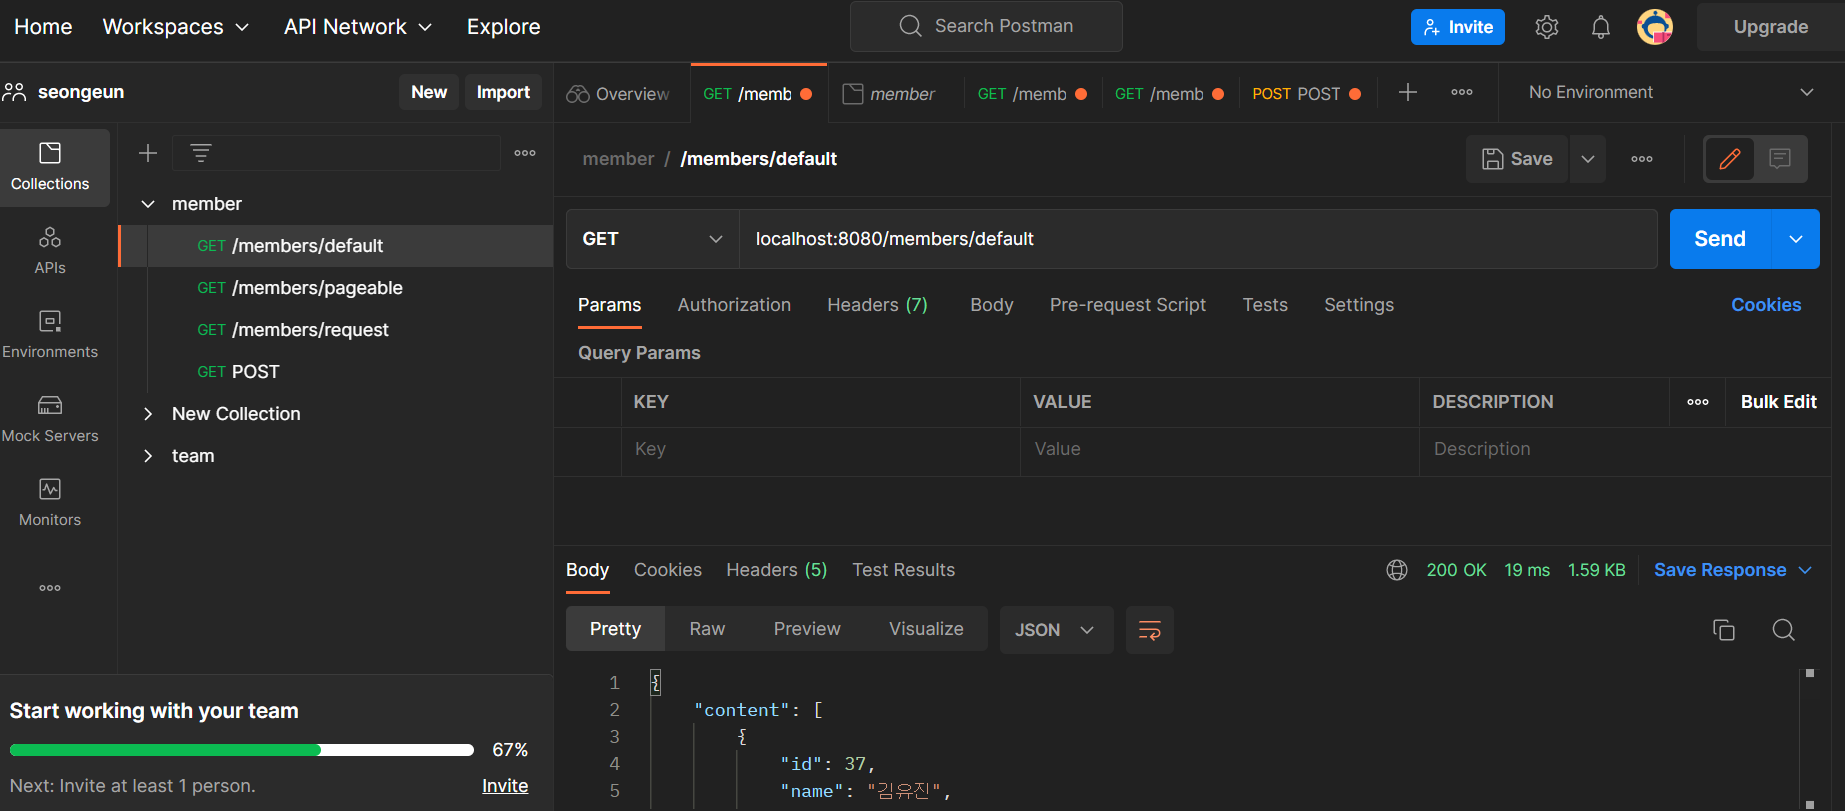 Home Workspaces API Network Explore Search Postman Invite Upgrade
seongeun New Import Overview GET /memb member GET /memb GET /memb POST POST No Environment
Collections
APIs
Environments
Mock Servers
Monitors
member
GET /members/default
GET /members/pageable
GET /members/request
GET POST
New Collection
team
Start working with your team
67%
Next: Invite at least 1 person. Invite
member / /members/default Save
GET localhost:8080/members/default Send
Params Authorization Headers (7) Body Pre-request Script Tests Settings Cookies
Query Params
KEY VALUE DESCRIPTION Bulk Edit
Key Value Description
Body Cookies Headers (5) Test Results 200 OK 19 ms 1.59 KB Save Response
Pretty Raw Preview Visualize JSON
1 {
2 "content": [
3 {
4 "id": 37,
5 "name": "김유진",